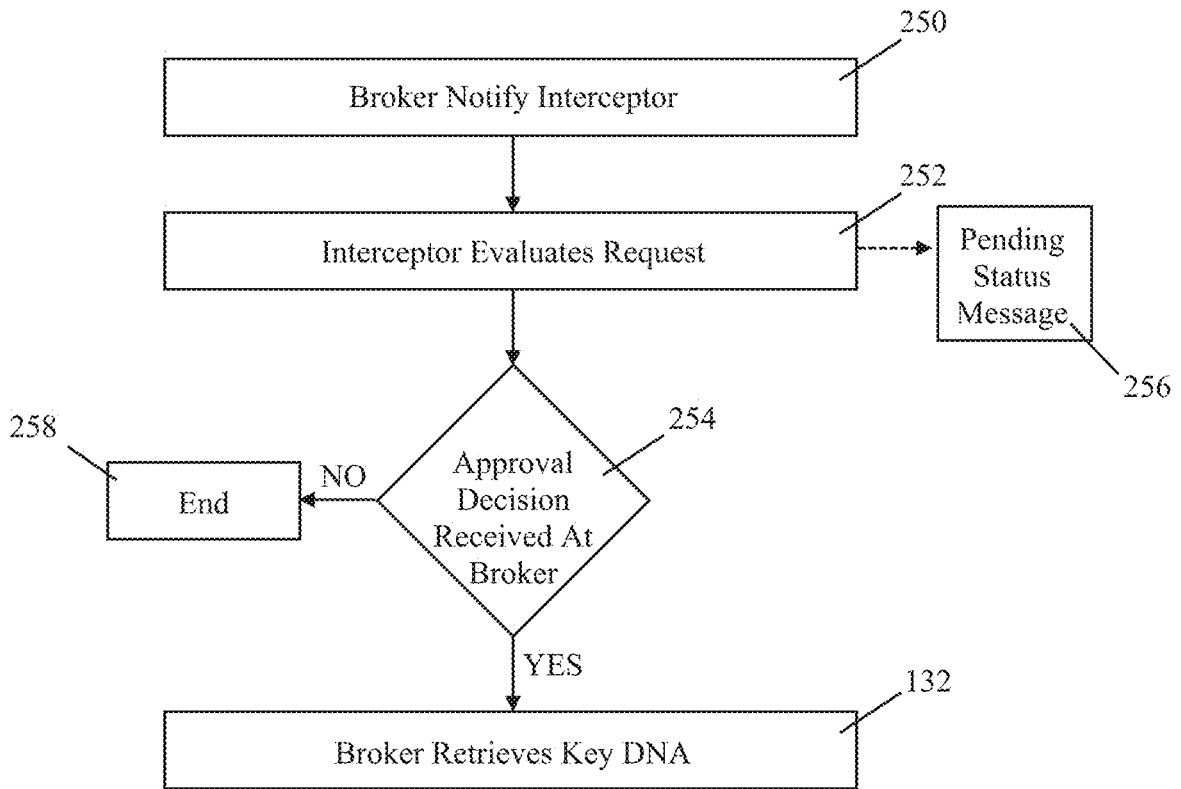 250
Broker Notify Interceptor
252
Interceptor Evaluates Request
Pending
Status
Message
256
258
254
End
NO
Approval
Decision
Received At
Broker
YES
132
Broker Retrieves Key DNA